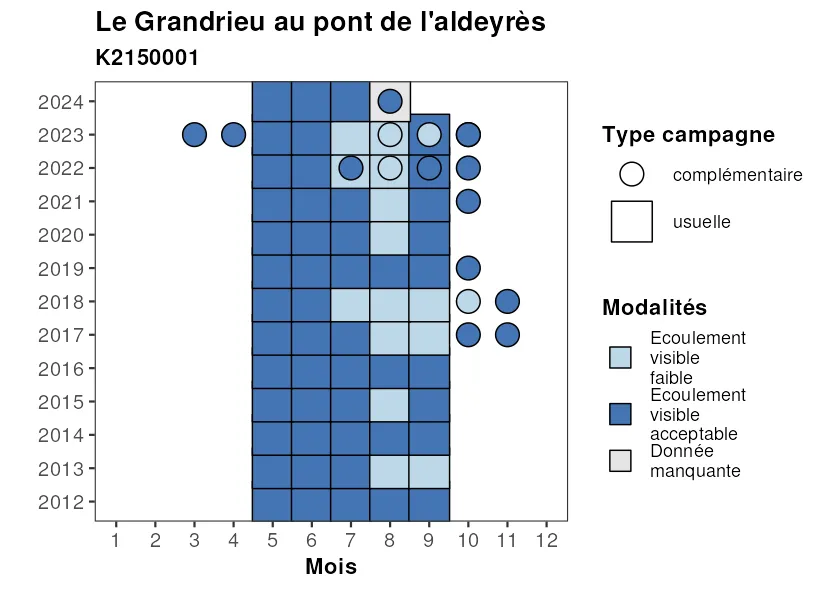 Le Grandrieu au pont de l'aldeyrès
K2150001
2024
2023
2022
2021
2020
2019
2018
2017
2016
2015
2014
2013
2012
1 2 3 4 5 6 7 8 9 10 11 12
Mois
Type campagne
complémentaire
usuelle
Modalités
Ecoulement
visible
faible
Ecoulement
visible
acceptable
Donnée
manquante